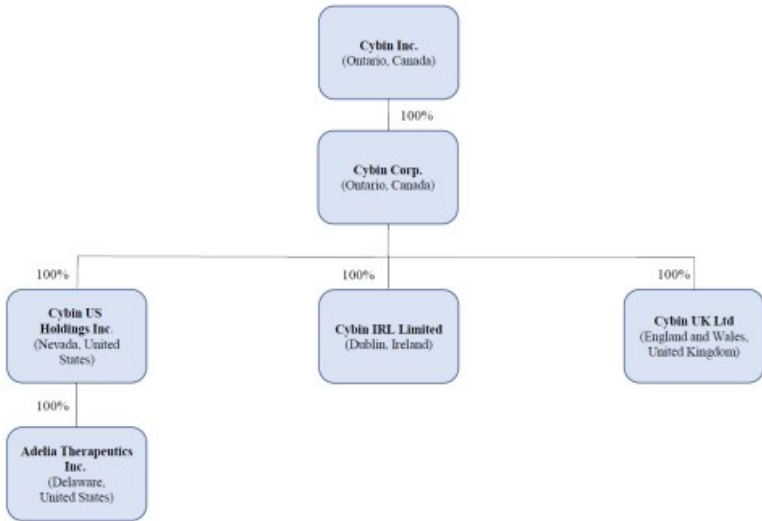 Cybin Inc.
(Ontario, Canada)
100%
Cybin Corp.
(Ontario, Canada)
100%
100%
100%
Cybin US
Holdings Inc.
(Nevada, United
States)
Cybin IRL Limited
(Dublin, Ireland)
Cybin UK Ltd
(England and Wales,
United Kingdom)
100%
Adelia Therapeutics
Inc.
(Delaware,
United States)